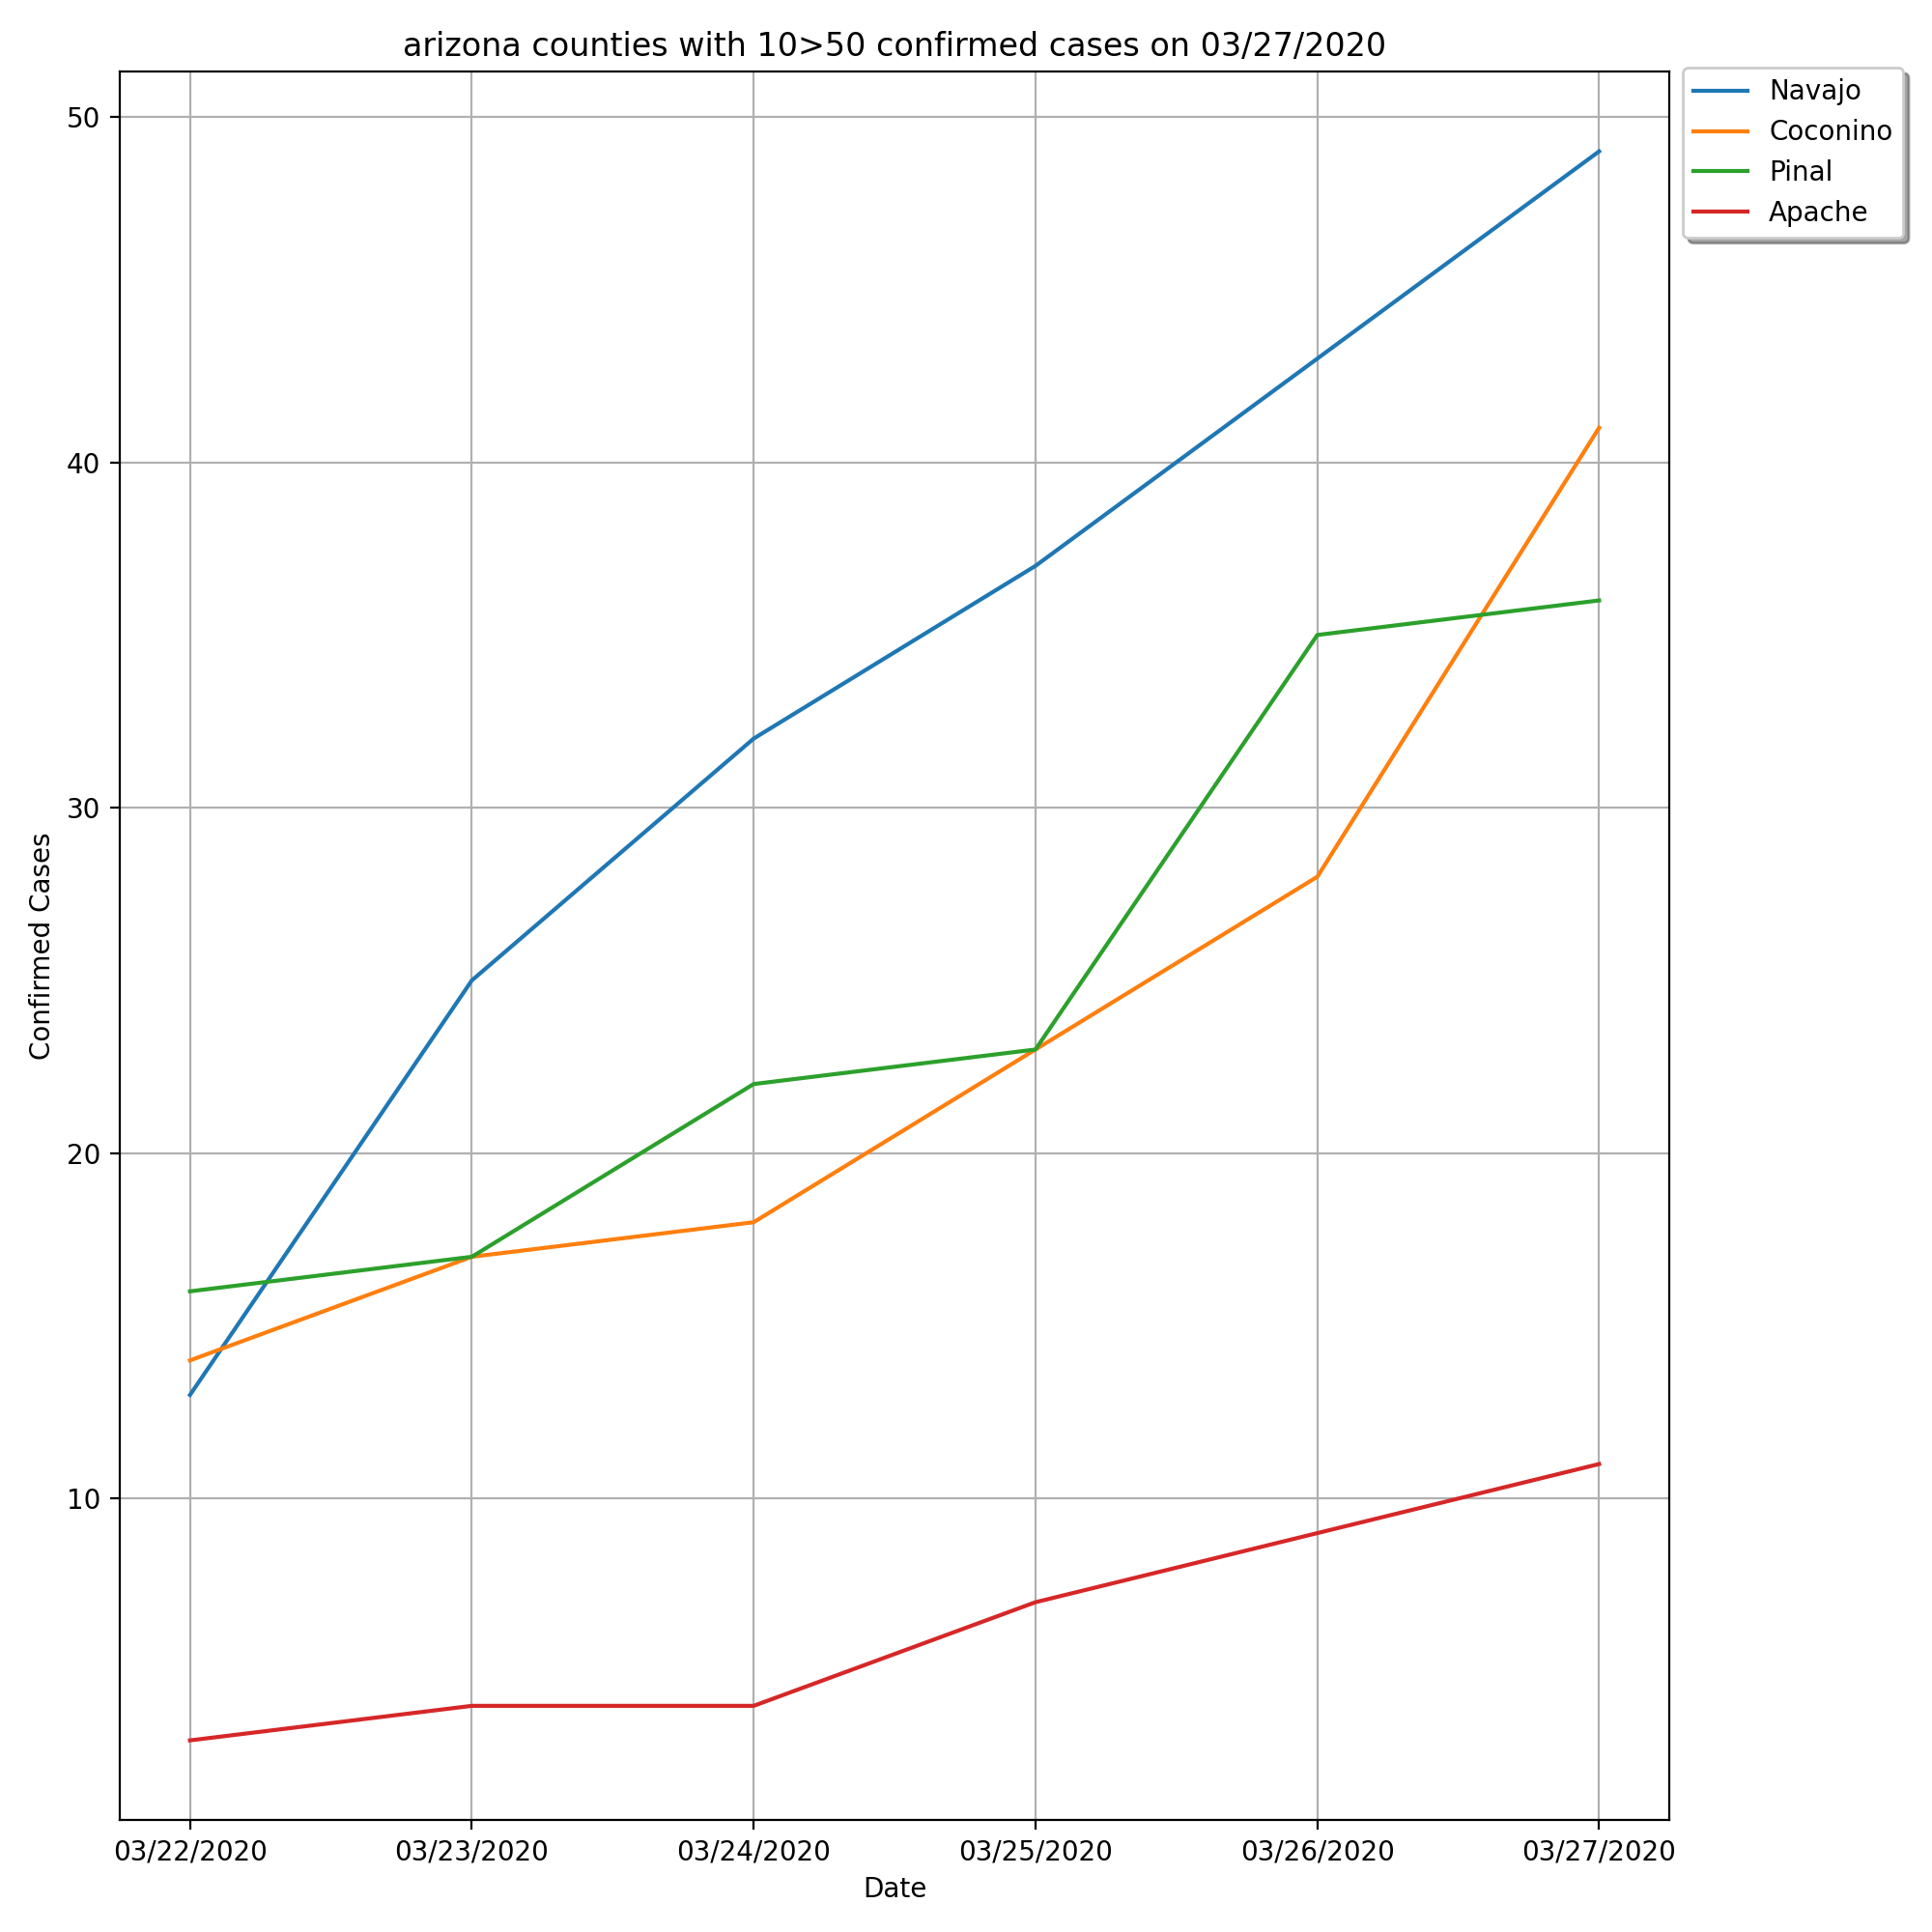 arizona counties with 10>50 confirmed cases on 03/27/2020
Navajo
Coconino
Pinal
Apache
50
40
30
20
10
Confirmed Cases
03/22/2020 03/23/2020 03/24/2020 03/25/2020 03/26/2020 03/27/2020
Date